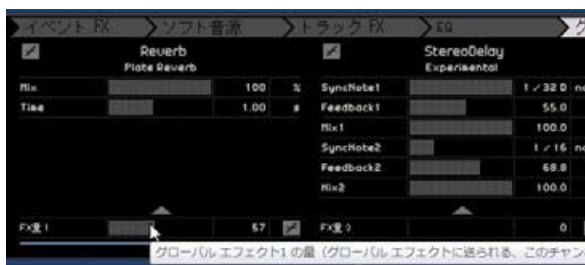 イベント FX ソフト音源 トラック FX EQ
Reverb
Plate Reverb
Mix 100 %
Time 1.00 s
StereoDelay
Experimental
SyncNote1 1/32D
Feedback1 55.0
Mix1 100.0
SyncNote2 1/16
Feedback2 68.8
Mix2 100.0
FX量1 57
FX量2 0
グローバル エフェクト1 の量 (グローバル エフェクトに送られる、このチャン